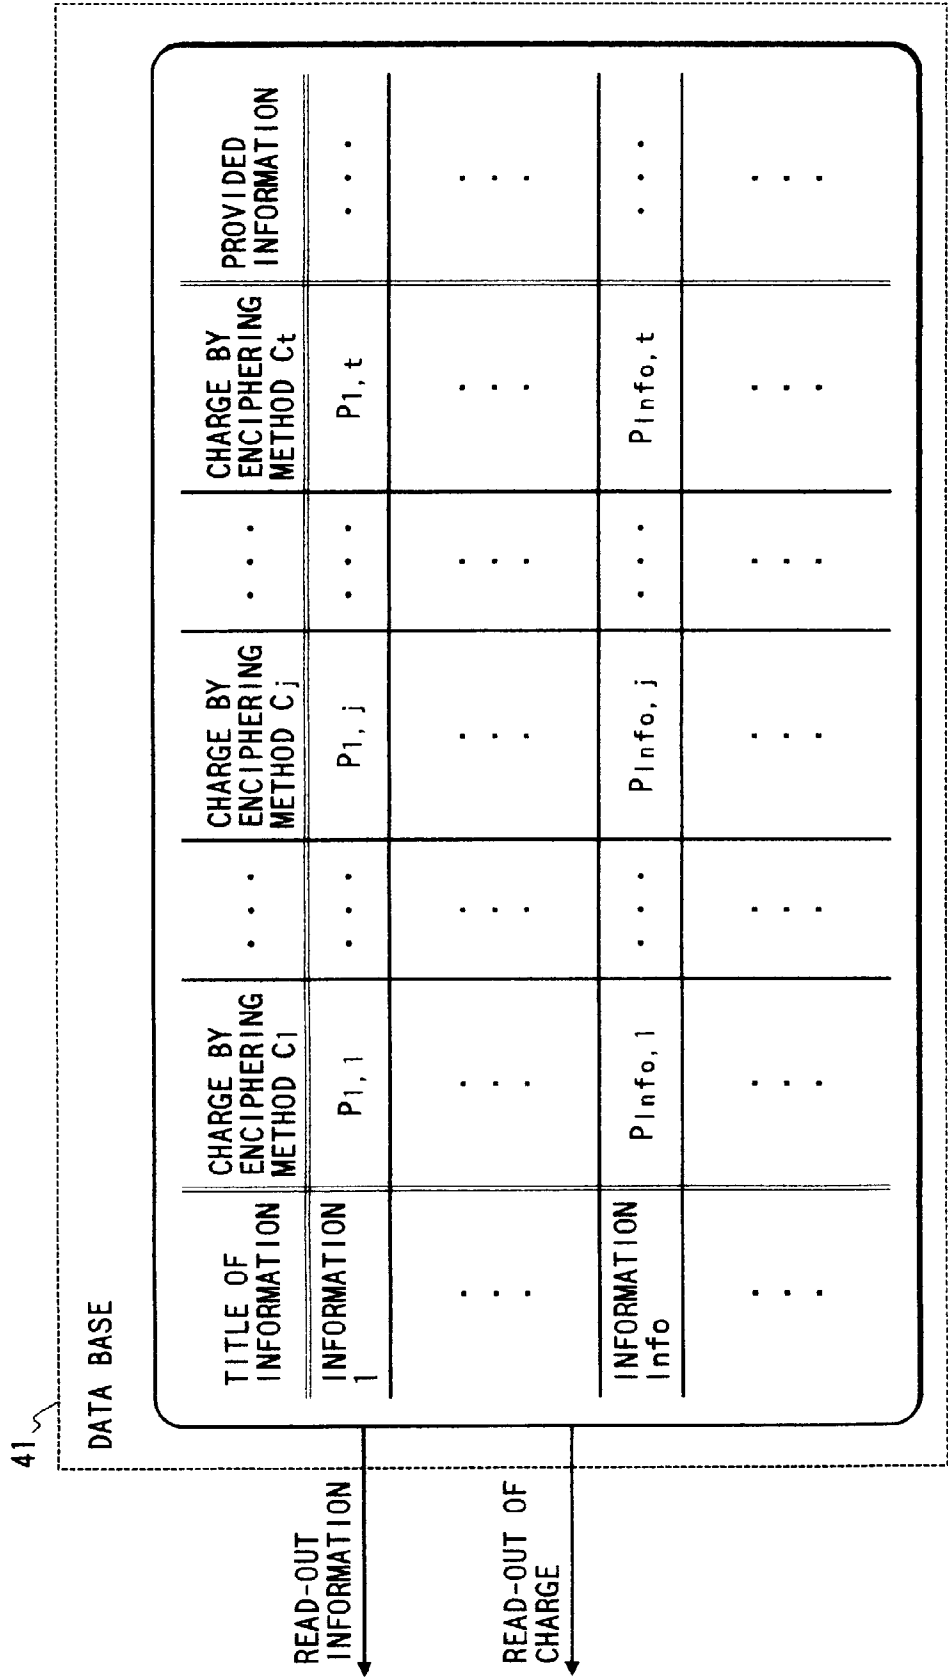 41
DATA BASE
TITLE OF
INFORMATION
CHARGE BY
ENCIPHERING
METHOD C1
. . .
CHARGE BY
ENCIPHERING
METHOD Cj
. . .
CHARGE BY
ENCIPHERING
METHOD Ct
PROVIDED
INFORMATION
INFORMATION
1
P1, 1
. . .
P1, j
. . .
P1, t
. . .
. . .
. . .
. . .
. . .
. . .
. . .
. . .
INFORMATION
Info
PInfo, 1
. . .
PInfo, j
. . .
PInfo, t
. . .
. . .
. . .
. . .
. . .
. . .
. . .
. . .
READ-OUT
INFORMATION
READ-OUT OF
CHARGE